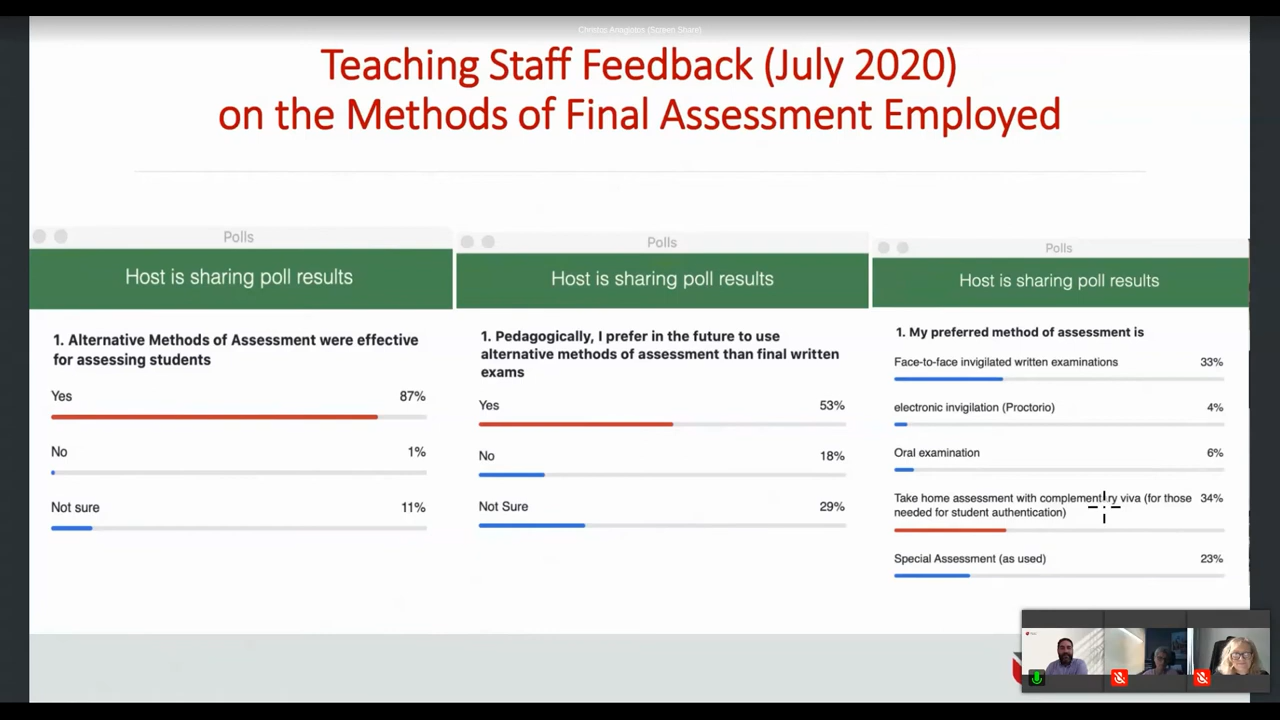 Christus Anagiotos (Screen Share)
Teaching Staff Feedback (July 2020)
on the Methods of Final Assessment Employed
Polls
Host is sharing poll results
1. Alternative Methods of Assessment were effective
for assessing students
Yes 87%
No 1%
Not sure 11%
Polls
Host is sharing poll results
1. Pedagogically, I prefer in the future to use
alternative methods of assessment than final written
exams
Yes 53%
No 18%
Not Sure 29%
Polls
Host is sharing poll results
1. My preferred method of assessment is
Face-to-face invigilated written examinations 33%
electronic invigilation (Proctorio) 4%
Oral examination 6%
Take home assessment with complementary viva (for those 34%
needed for student authentication)
Special Assessment (as used) 23%